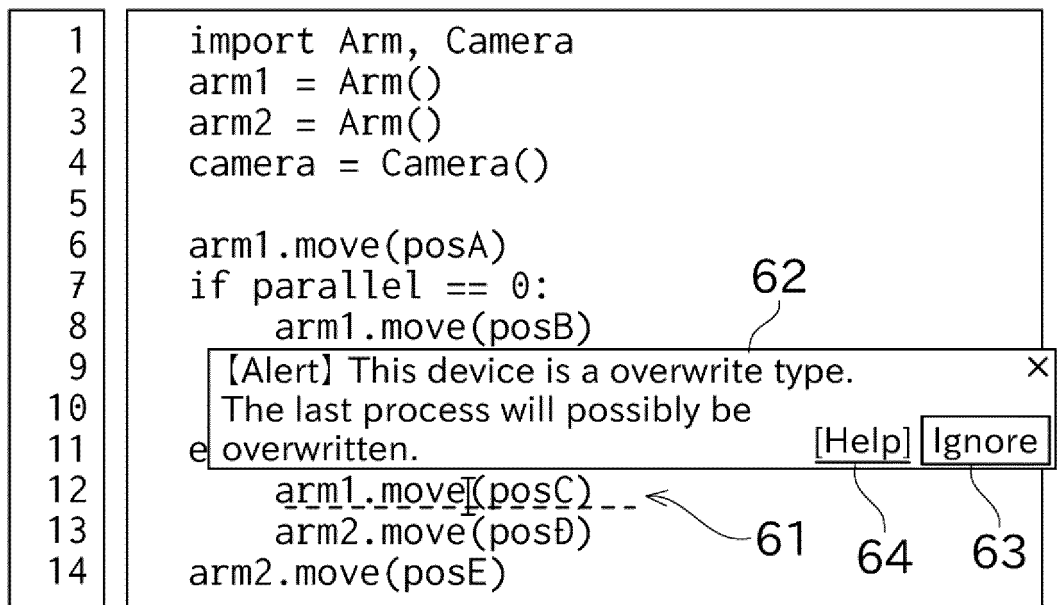 1 import Arm, Camera
2 arm1 = Arm()
3 arm2 = Arm()
4 camera = Camera()
5
6 arm1.move(posA)
7 if parallel == 0:
62
8 arm1.move(posB)
9 【Alert】 This device is a overwrite type. ×
10 The last process will possibly be
11 e overwritten. [Help] Ignore
12 arm1.move(posC)
13 arm2.move(posD)
61 64 63
14 arm2.move(posE)